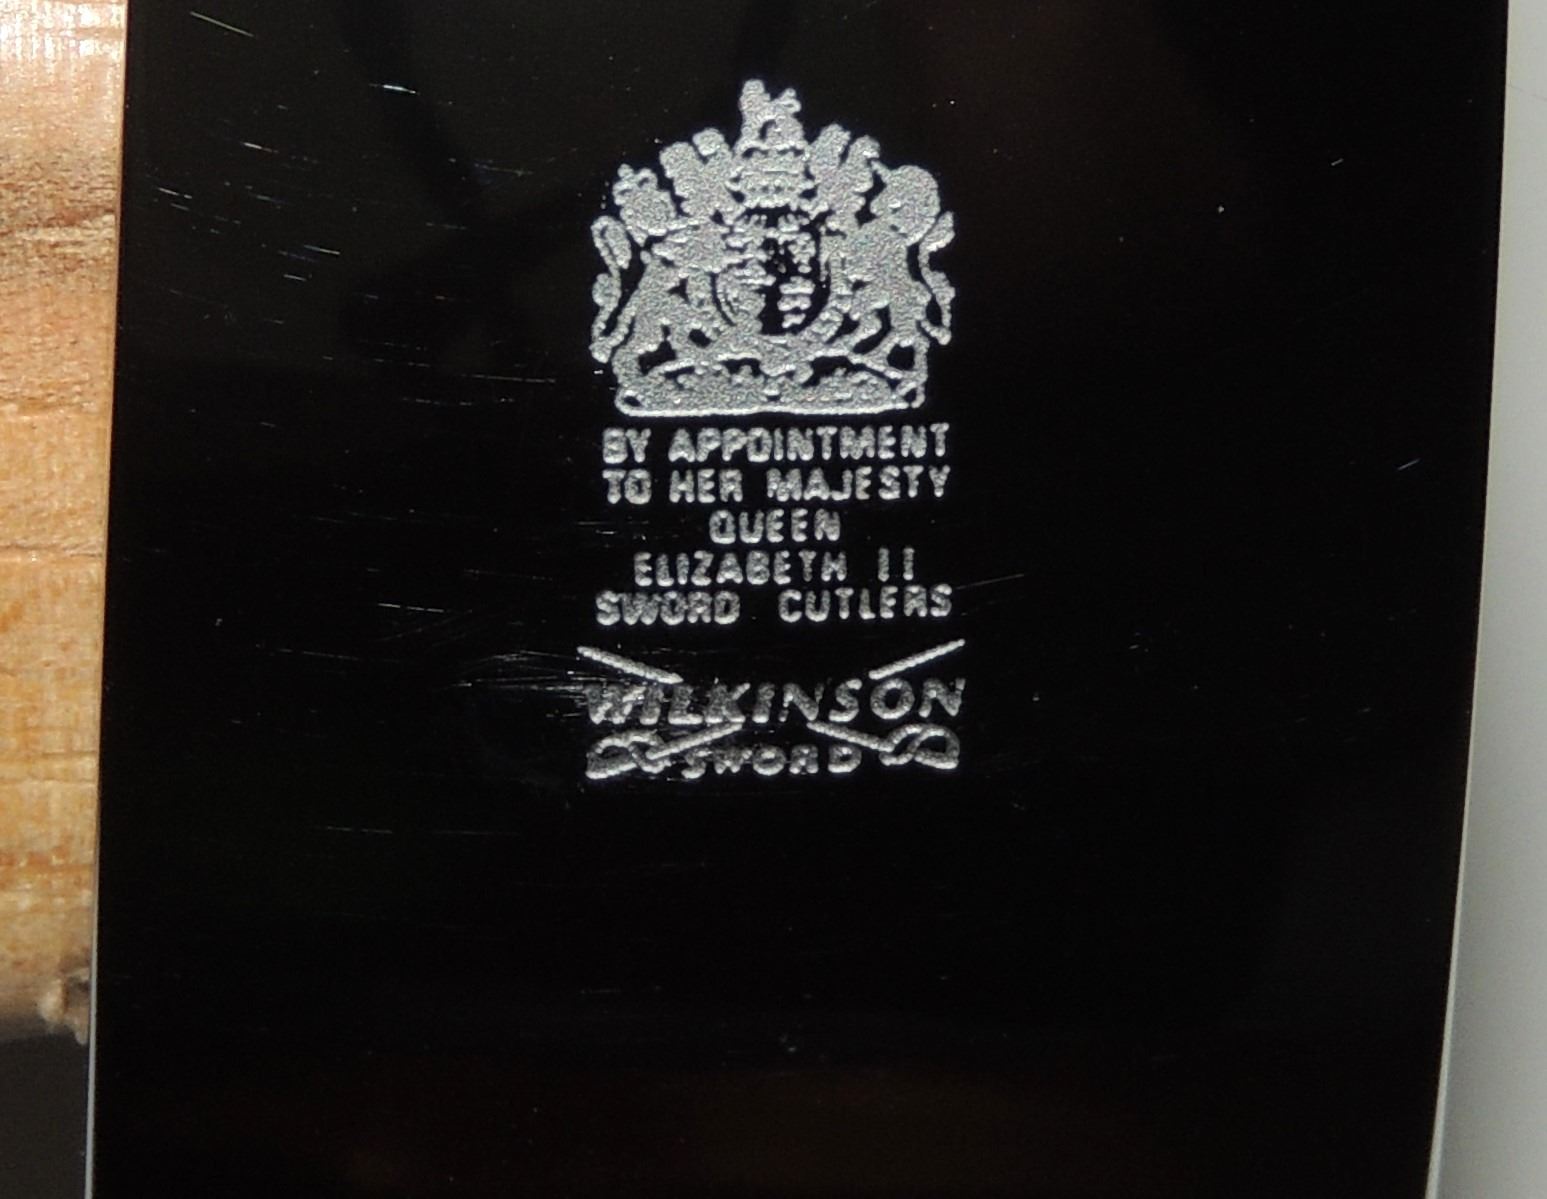 BY APPOINTMENT
TO HER MAJESTY
QUEEN
ELIZABETH II
SWORD CUTLERS
WILKINSON
SWORD